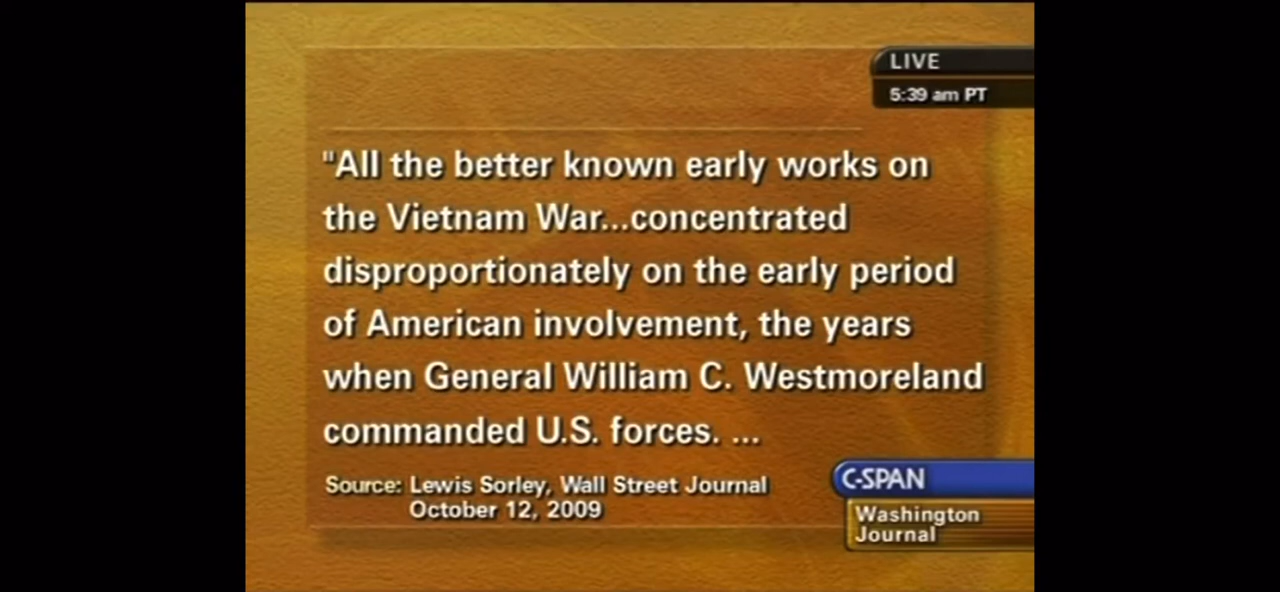 LIVE
5:39 am PT
"All the better known early works on
the Vietnam War...concentrated
disproportionately on the early period
of American involvement, the years
when General William C. Westmoreland
commanded U.S. forces. ...
Source: Lewis Sorley, Wall Street Journal
October 12, 2009
C-SPAN
Washington
Journal